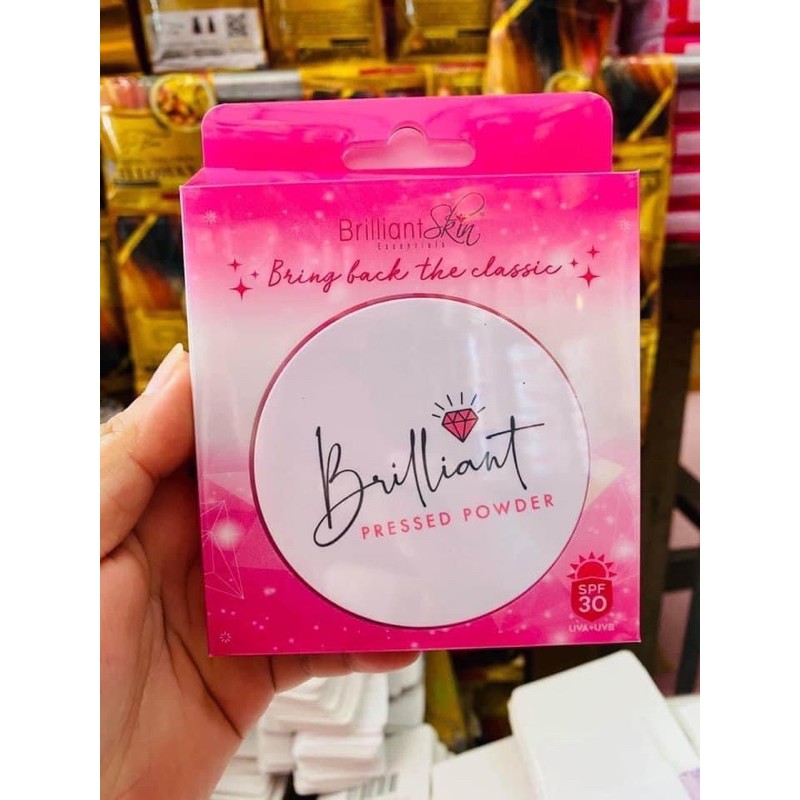 BrilliantSkin
Essentials
Bring back the classic
Brilliant
PRESSED POWDER
SPF
30
UVA+UVB